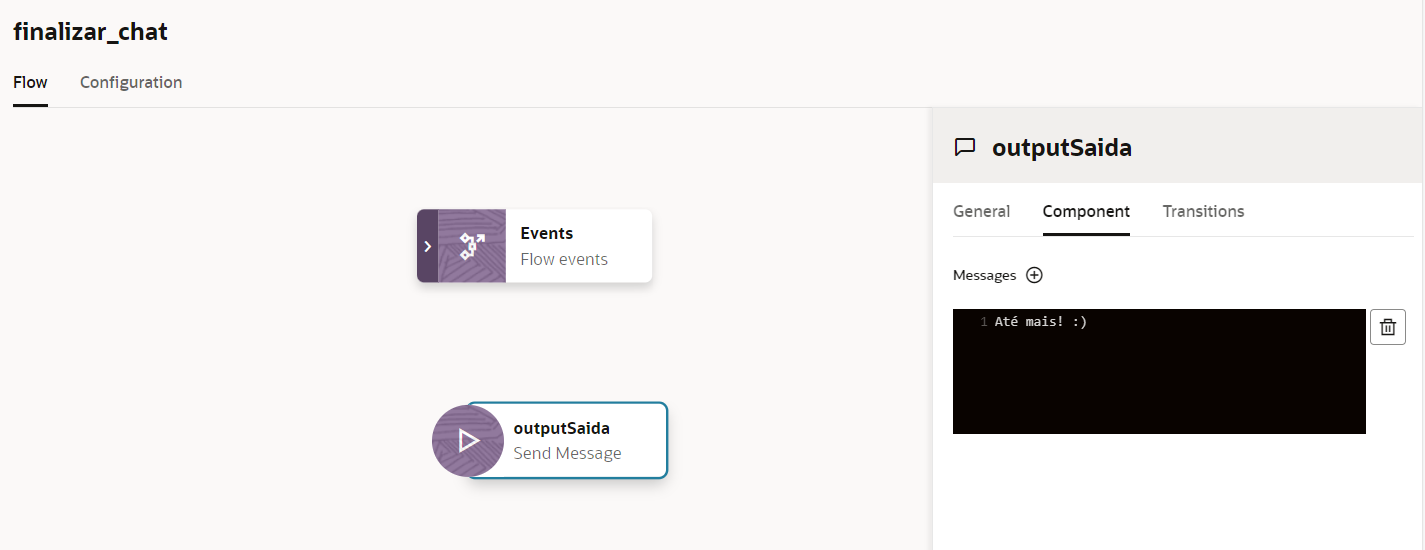 finalizar_chat
Flow Configuration
outputSaida
General Component Transitions
Messages
1 Até mais! :)
Events
Flow events
outputSaida
Send Message